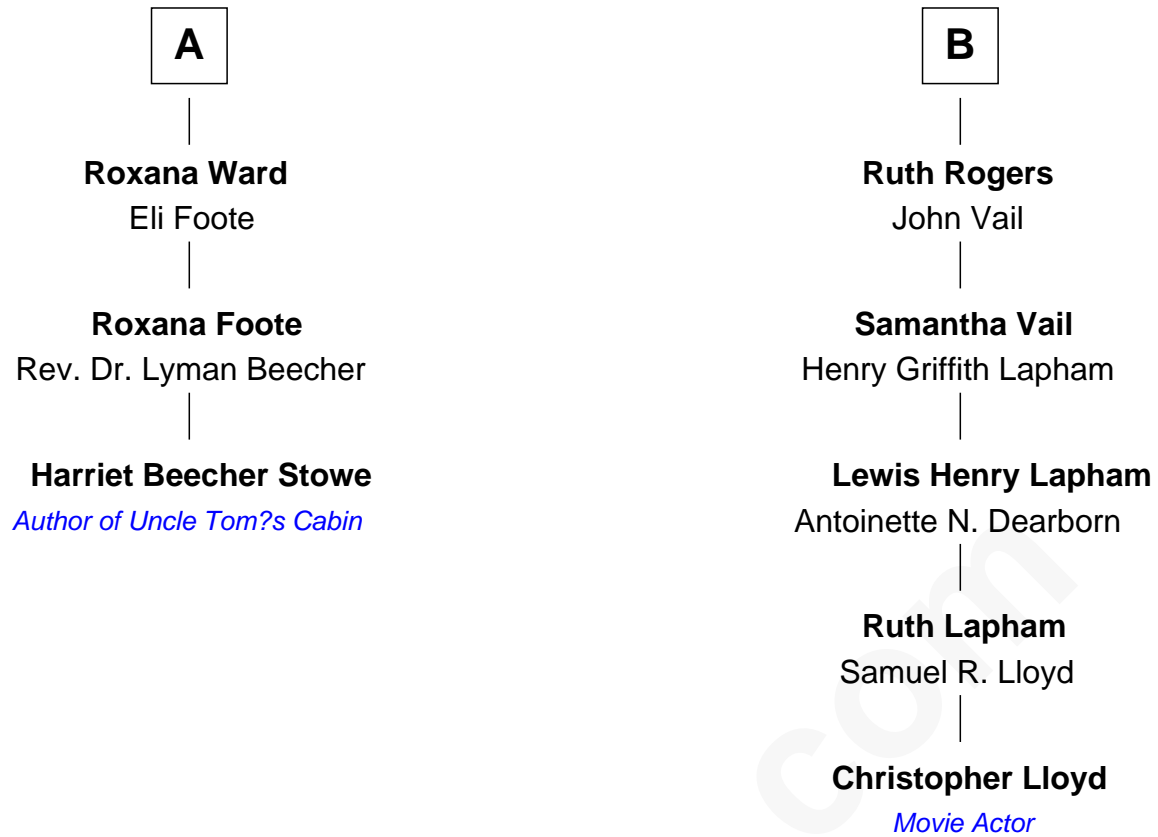 A
Roxana Ward
Eli Foote
Roxana Foote
Rev. Dr. Lyman Beecher
Harriet Beecher Stowe
Author of Uncle Tom?s Cabin
B
Ruth Rogers
John Vail
Samantha Vail
Henry Griffith Lapham
Lewis Henry Lapham
Antoinette N. Dearborn
Ruth Lapham
Samuel R. Lloyd
Christopher Lloyd
Movie Actor
com